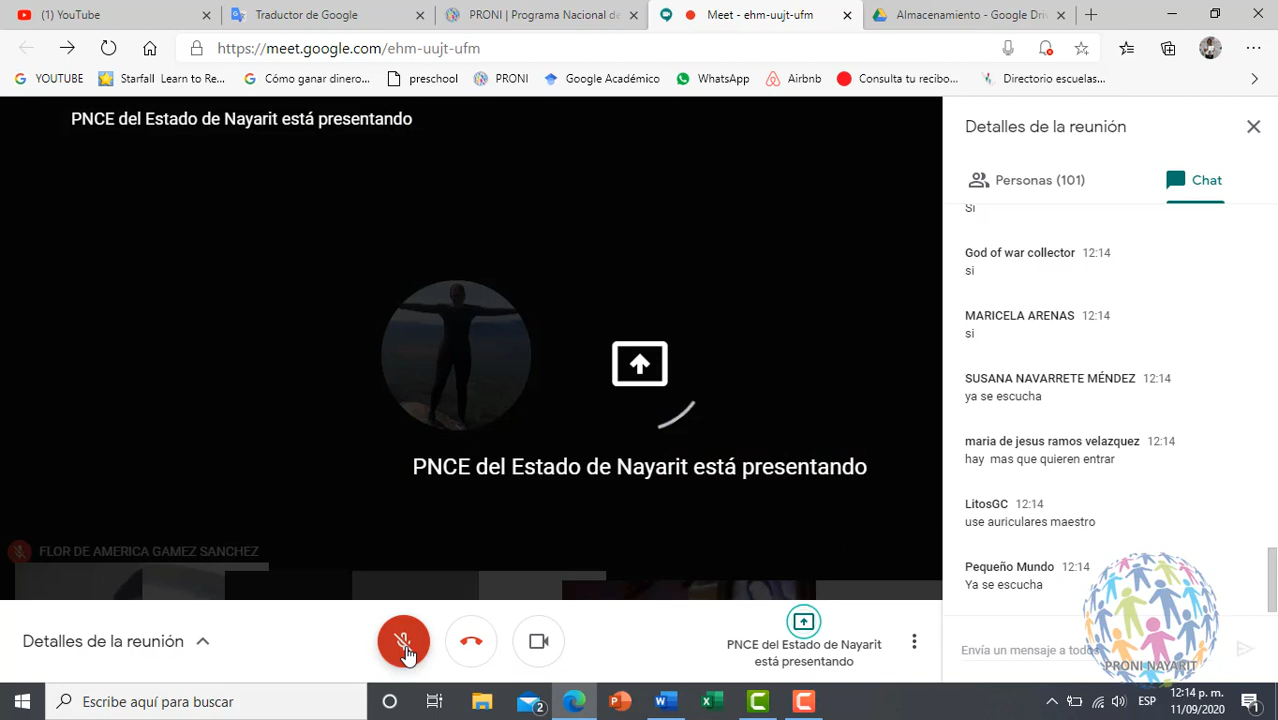 (1) YouTube
Traductor de Google
PRONI | Programa Nacional de
Meet - ehm-uujt-ufm
Almacenamiento - Google Dri
https://meet.google.com/ehm-uujt-ufm
YOUTUBE
Starfall Learn to Re...
Cómo ganar dinero...
preschool
PRONI
Google Académico
WhatsApp
Airbnb
Consulta tu recibo...
Directorio escuelas...
PNCE del Estado de Nayarit está presentando
Detalles de la reunión
Personas (101)
Chat
Si
God of war collector 12:14
si
MARICELA ARENAS 12:14
si
SUSANA NAVARRETE MÉNDEZ 12:14
ya se escucha
maria de jesus ramos velazquez 12:14
hay mas que quieren entrar
LitosGC 12:14
use auriculares maestro
Pequeño Mundo 12:14
Ya se escucha
PNCE del Estado de Nayarit está presentando
FLOR DE AMERICA GAMEZ SANCHEZ
Detalles de la reunión
PNCE del Estado de Nayarit
está presentando
Envía un mensaje a todos
PRONI NAYARIT
Escribe aquí para buscar
2
ESP
12:14 p. m.
11/09/2020
1